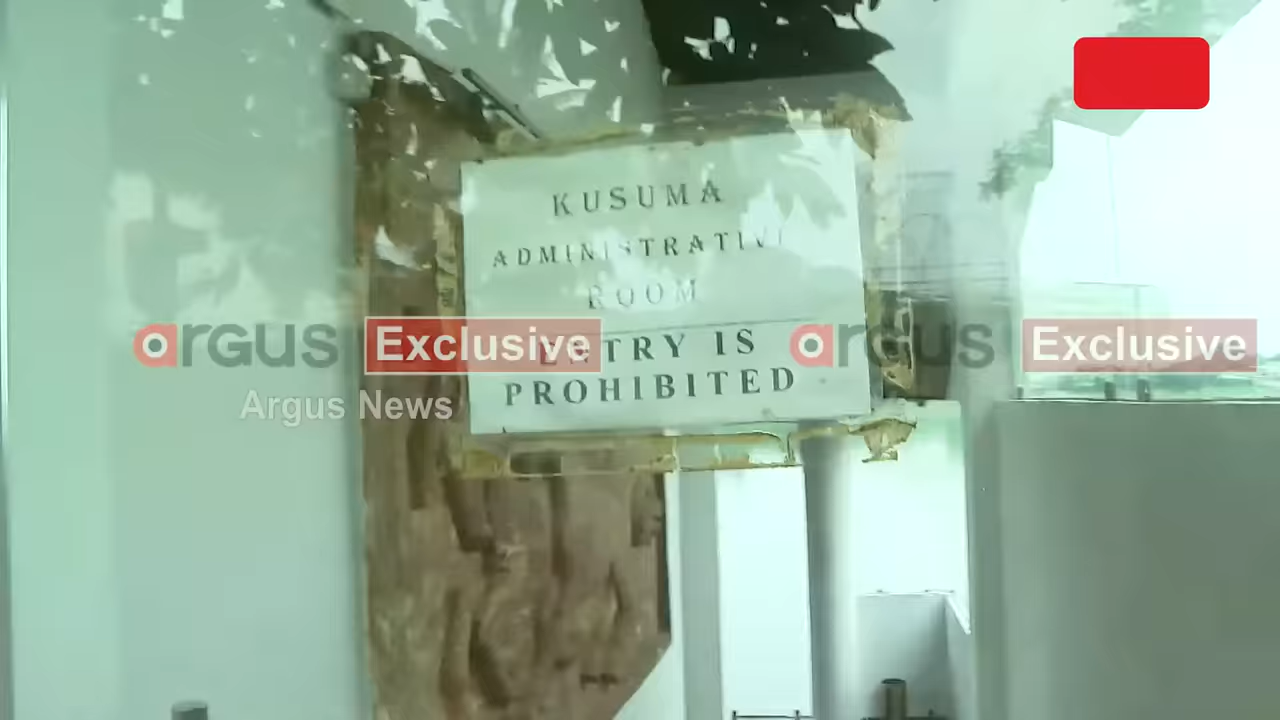 KUSUMA
ADMINISTRATIVE
ROOM
ENTRY IS
PROHIBITED
argus Exclusive
argus Exclusive
Argus News